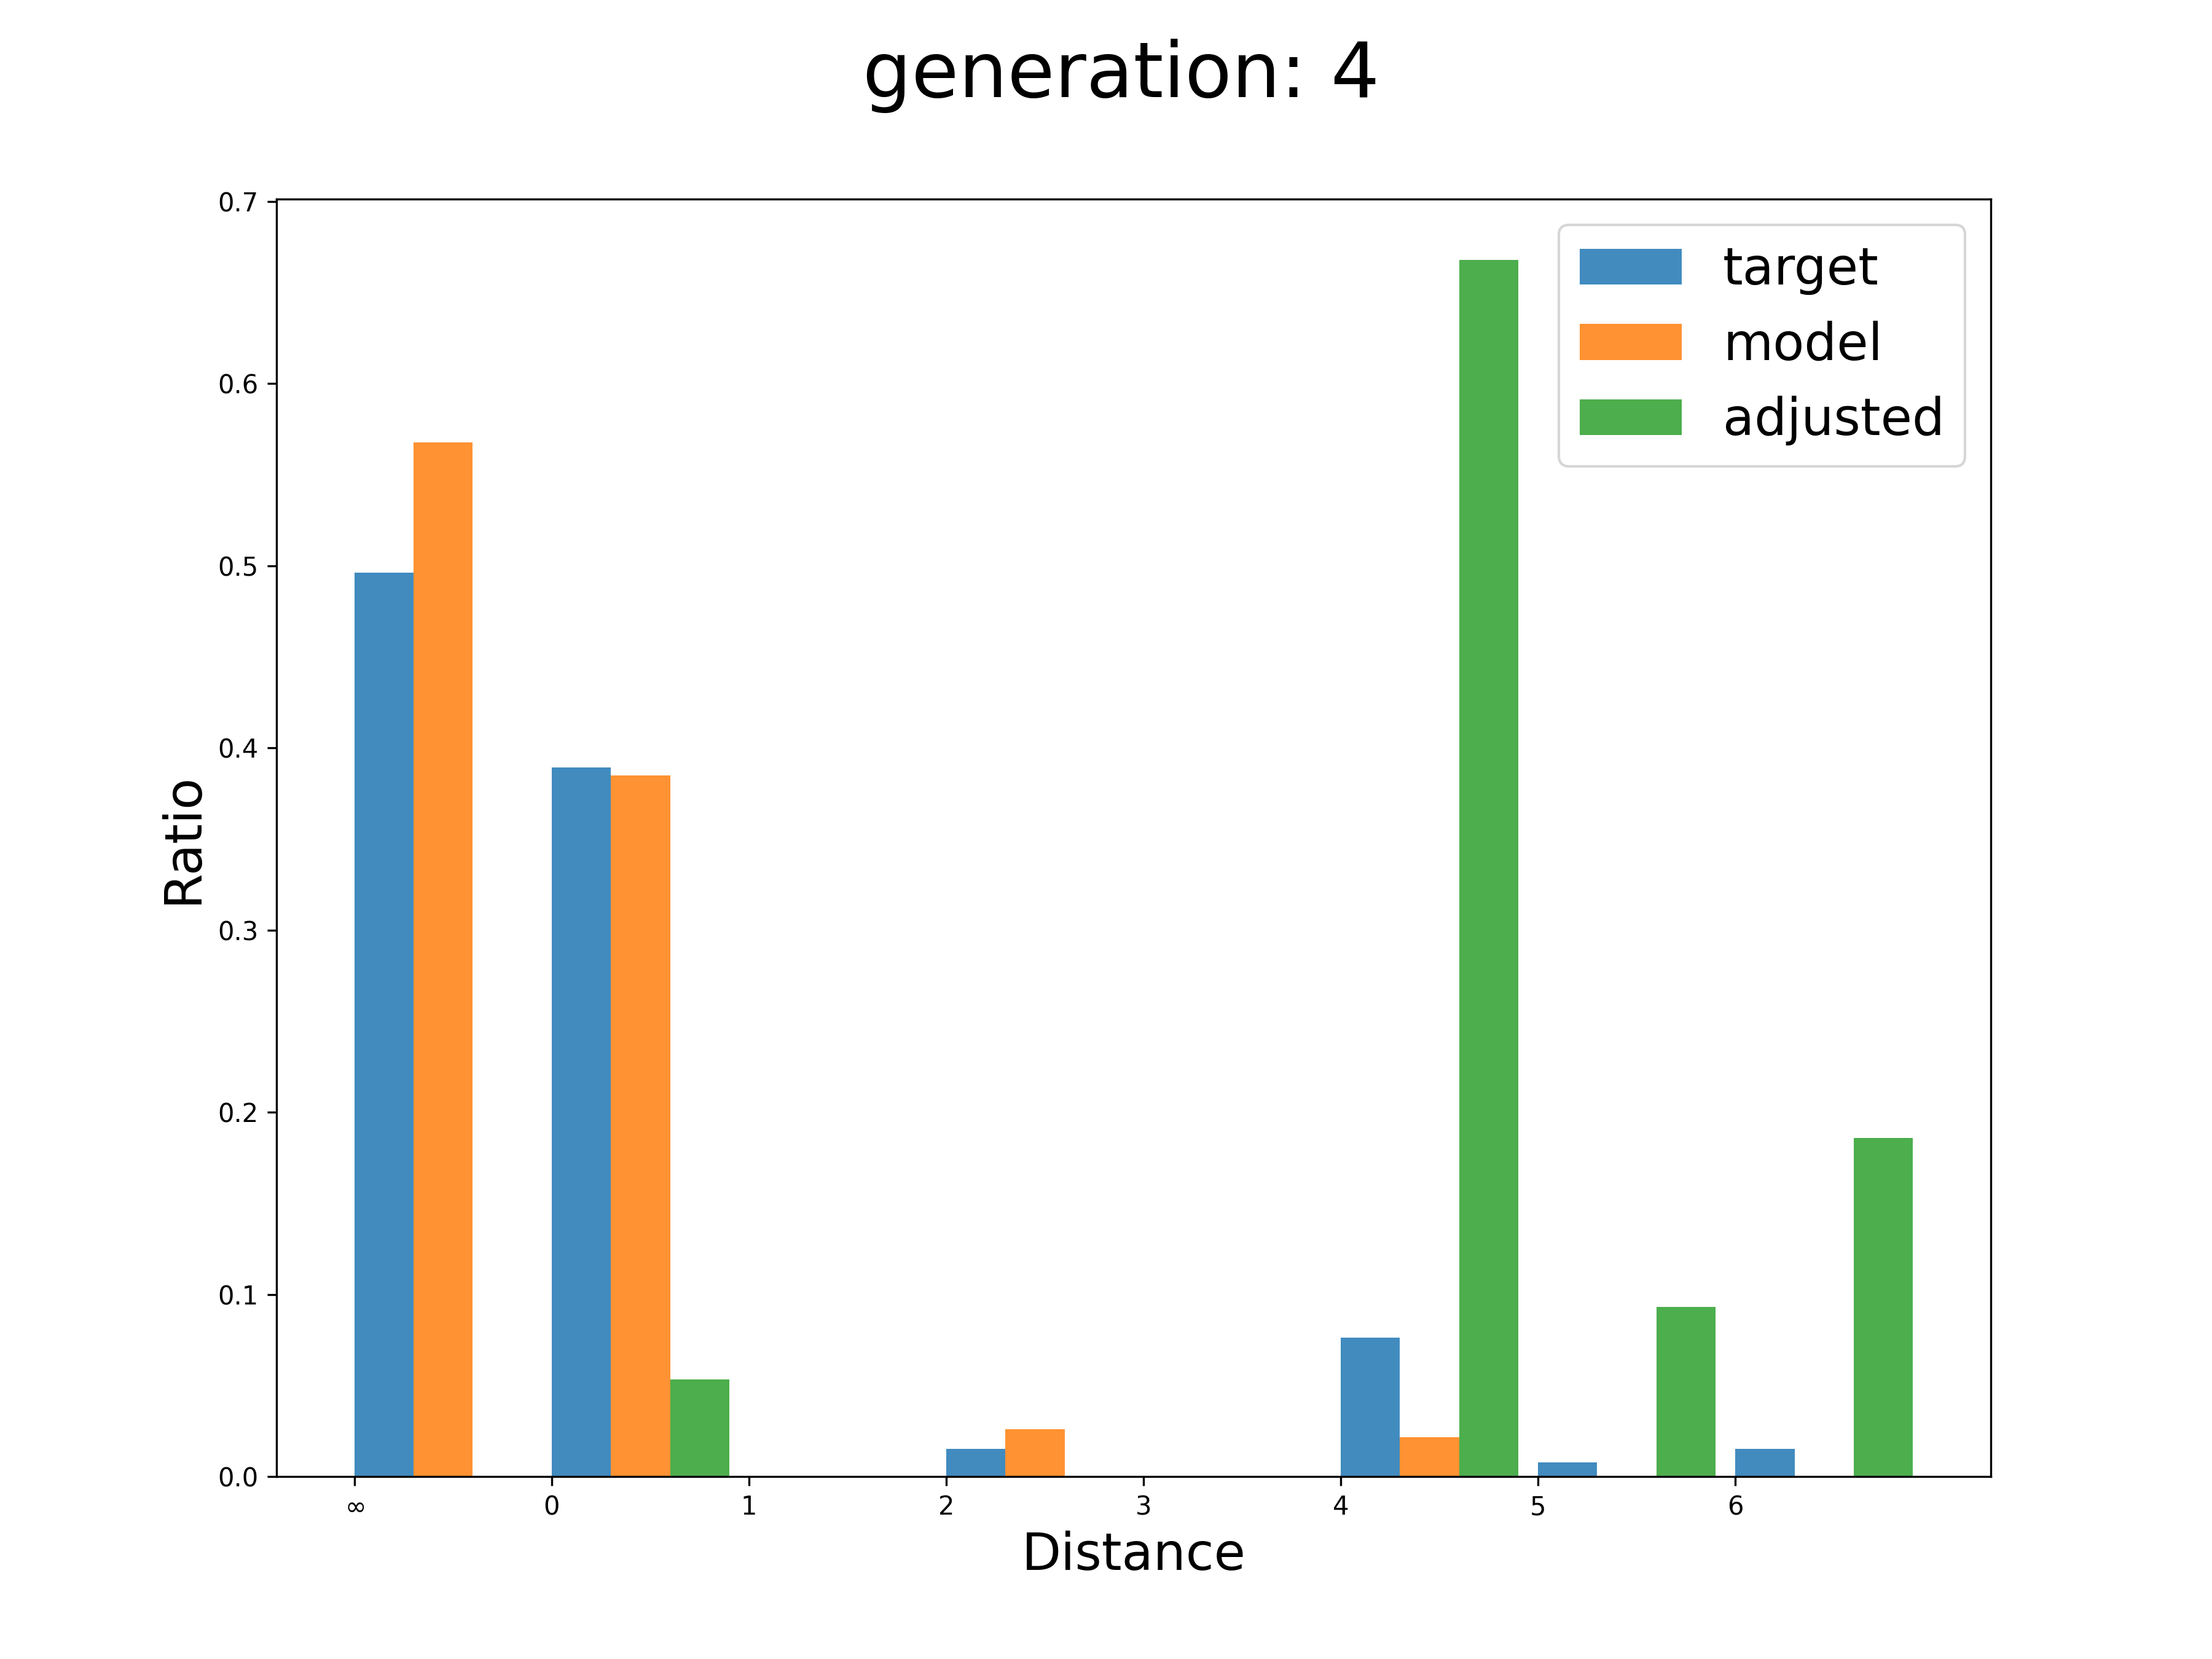 generation: 4
0.7
0.6
0.5
0.4
0.3
0.2
0.1
0.0
Ratio
target
model
adjusted
∞ 0 1 2 3 4 5 6
Distance